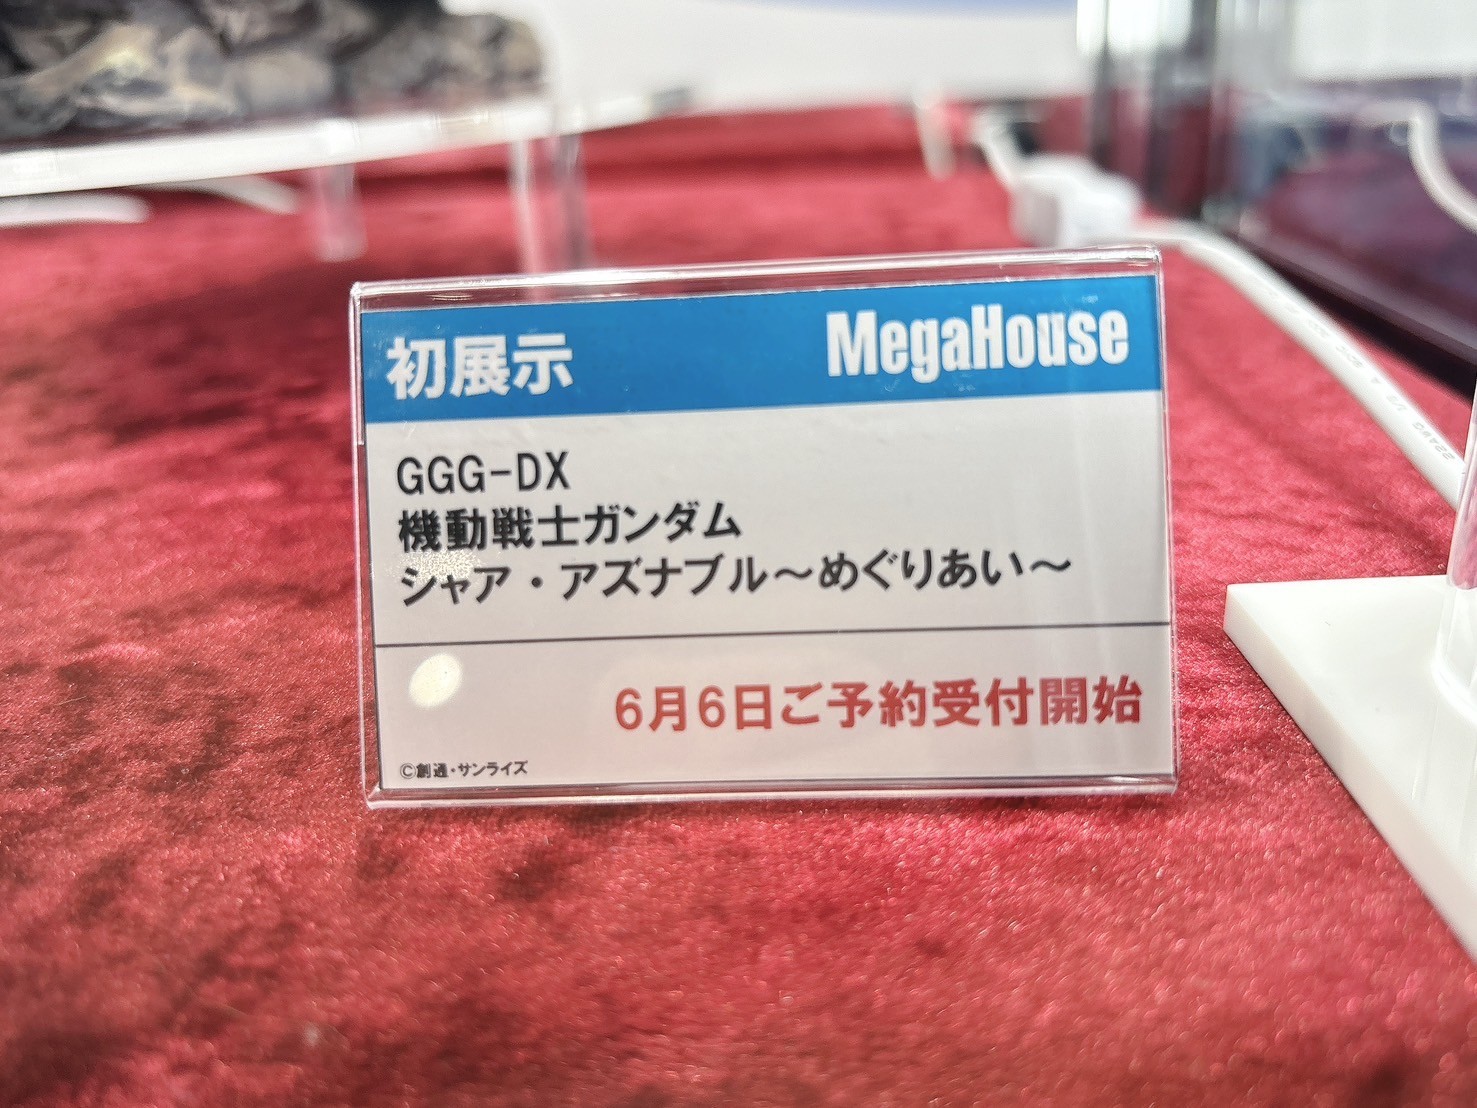 初展示
MegaHouse
GGG-DX
機動戦士ガンダム
シャア・アズナブル～めぐりあい～
6月6日ご予約受付開始
©創通・サンライズ
22AWG